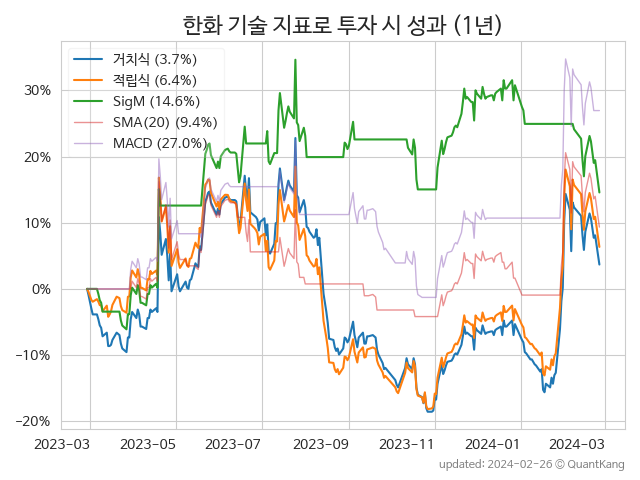 한화 기술 지표로 투자 시 성과 (1년)
거치식 (3.7%)
적립식 (6.4%)
SigM (14.6%)
SMA(20) (9.4%)
MACD (27.0%)
30%
20%
10%
0%
−10%
−20%
2023-03 2023-05 2023-07 2023-09 2023-11 2024-01 2024-03
updated: 2024-02-26 © QuantKang